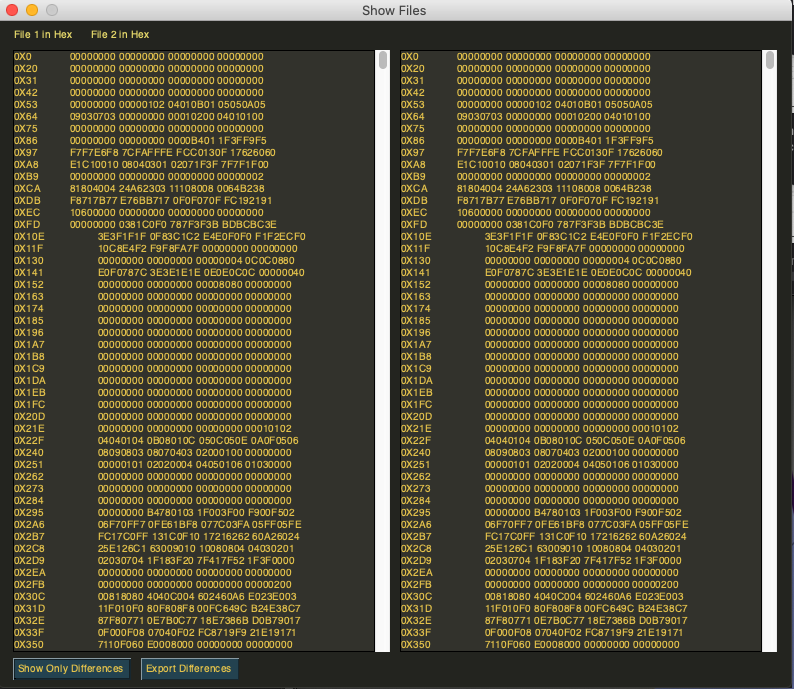 Show Files
File 1 in Hex
File 2 in Hex
0X0 00000000 00000000 00000000 00000000
0X20 00000000 00000000 00000000 00000000
0X31 00000000 00000000 00000000 00000000
0X42 00000000 00000000 00000000 00000000
0X53 00000000 00000102 04010B01 05050A05
0X64 09030703 00000000 00010200 04010100
0X75 00000000 00000000 00000000 00000000
0X86 00000000 00000000 0000B401 1F3FF9F5
0X97 F7F7E6F8 7CFAFFFE FCC0130F 17626060
0XA8 E1C10010 08040301 02071F3F 7F7F1F00
0XB9 00000000 00000000 00000000 00000002
0XCA 81804004 24A62303 11108008 0064B238
0XDB F8717B77 E76BB717 0F0F070F FC192191
0XEC 10600000 00000000 00000000 00000000
0XFD 00000000 0381C0F0 787F3F3B BDBCBC3E
0X10E 3E3F1F1F 0F83C1C2 E4E0F0F0 F1F2ECF0
0X11F 10C8E4F2 F9F8FA7F 00000000 00000000
0X130 00000000 00000000 00000004 0C0C0880
0X141 E0F0787C 3E3E1E1E 0E0E0C0C 00000040
0X152 00000000 00000000 00008080 00000000
0X163 00000000 00000000 00000000 00000000
0X174 00000000 00000000 00000000 00000000
0X185 00000000 00000000 00000000 00000000
0X196 00000000 00000000 00000000 00000000
0X1A7 00000000 00000000 00000000 00000000
0X1B8 00000000 00000000 00000000 00000000
0X1C9 00000000 00000000 00000000 00000000
0X1DA 00000000 00000000 00000000 00000000
0X1EB 00000000 00000000 00000000 00000000
0X1FC 00000000 00000000 00000000 00000000
0X20D 00000000 00000000 00000000 00000000
0X21E 00000000 00000000 00000000 00010102
0X22F 04040104 0B08010C 050C050E 0A0F0506
0X240 08090803 08070403 02000100 00000000
0X251 00000101 02020004 04050106 01030000
0X262 00000000 00000000 00000000 00000000
0X273 00000000 00000000 00000000 00000000
0X284 00000000 00000000 00000000 00000000
0X295 00000000 B4780103 1F003F00 F900F502
0X2A6 06F70FF7 0FE61BF8 077C03FA 05FF05FE
0X2B7 FC17C0FF 131C0F10 17216262 60A26024
0X2C8 25E126C1 63009010 10080804 04030201
0X2D9 02030704 1F183F20 7F417F52 1F3F0000
0X2EA 00000000 00000000 00000000 00000000
0X2FB 00000000 00000000 00000000 00000200
0X30C 00818080 4040C004 602460A6 E023E003
0X31D 11F010F0 80F808F8 00FC649C B24E38C7
0X32E 87F80771 0E7B0C77 18E7386B D0B79017
0X33F 0F000F08 07040F02 FC8719F9 21E19171
0X350 7110F060 E0008000 00000000 00000000
0X0 00000000 00000000 00000000 00000000
0X20 00000000 00000000 00000000 00000000
0X31 00000000 00000000 00000000 00000000
0X42 00000000 00000000 00000000 00000000
0X53 00000000 00000102 04010B01 05050A05
0X64 09030703 00000000 00010200 04010100
0X75 00000000 00000000 00000000 00000000
0X86 00000000 00000000 0000B401 1F3FF9F5
0X97 F7F7E6F8 7CFAFFFE FCC0130F 17626060
0XA8 E1C10010 08040301 02071F3F 7F7F1F00
0XB9 00000000 00000000 00000000 00000002
0XCA 81804004 24A62303 11108008 0064B238
0XDB F8717B77 E76BB717 0F0F070F FC192191
0XEC 10600000 00000000 00000000 00000000
0XFD 00000000 0381C0F0 787F3F3B BDBCBC3E
0X10E 3E3F1F1F 0F83C1C2 E4E0F0F0 F1F2ECF0
0X11F 10C8E4F2 F9F8FA7F 00000000 00000000
0X130 00000000 00000000 00000004 0C0C0880
0X141 E0F0787C 3E3E1E1E 0E0E0C0C 00000040
0X152 00000000 00000000 00008080 00000000
0X163 00000000 00000000 00000000 00000000
0X174 00000000 00000000 00000000 00000000
0X185 00000000 00000000 00000000 00000000
0X196 00000000 00000000 00000000 00000000
0X1A7 00000000 00000000 00000000 00000000
0X1B8 00000000 00000000 00000000 00000000
0X1C9 00000000 00000000 00000000 00000000
0X1DA 00000000 00000000 00000000 00000000
0X1EB 00000000 00000000 00000000 00000000
0X1FC 00000000 00000000 00000000 00000000
0X20D 00000000 00000000 00000000 00000000
0X21E 00000000 00000000 00000000 00010102
0X22F 04040104 0B08010C 050C050E 0A0F0506
0X240 08090803 08070403 02000100 00000000
0X251 00000101 02020004 04050106 01030000
0X262 00000000 00000000 00000000 00000000
0X273 00000000 00000000 00000000 00000000
0X284 00000000 00000000 00000000 00000000
0X295 00000000 B4780103 1F003F00 F900F502
0X2A6 06F70FF7 0FE61BF8 077C03FA 05FF05FE
0X2B7 FC17C0FF 131C0F10 17216262 60A26024
0X2C8 25E126C1 63009010 10080804 04030201
0X2D9 02030704 1F183F20 7F417F52 1F3F0000
0X2EA 00000000 00000000 00000000 00000000
0X2FB 00000000 00000000 00000000 00000200
0X30C 00818080 4040C004 602460A6 E023E003
0X31D 11F010F0 80F808F8 00FC649C B24E38C7
0X32E 87F80771 0E7B0C77 18E7386B D0B79017
0X33F 0F000F08 07040F02 FC8719F9 21E19171
0X350 7110F060 E0008000 00000000 00000000
Show Only Differences
Export Differences